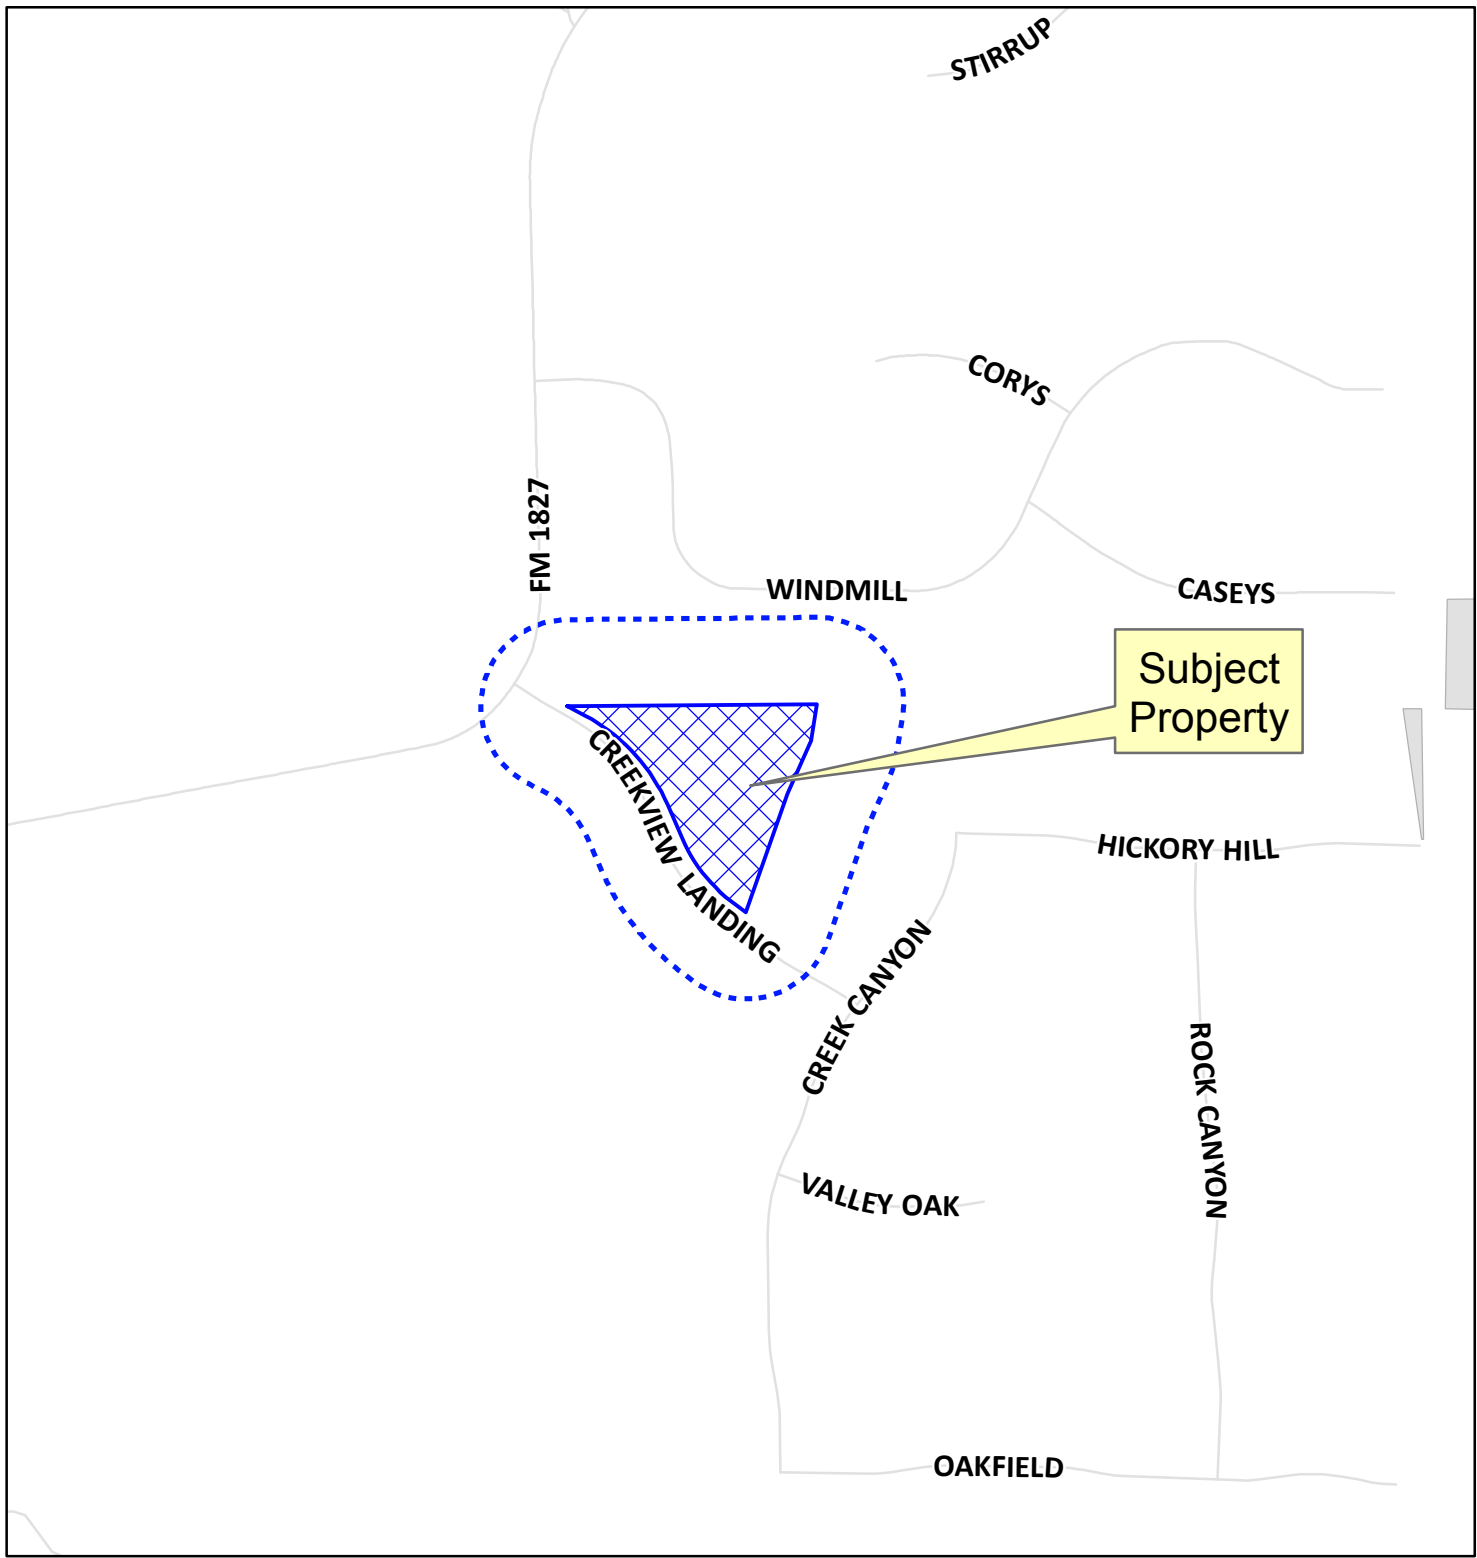 STIRRUP
CORYS
FM 1827
WINDMILL
CASEYS
Subject
Property
CREEKVIEW LANDING
HICKORY HILL
CREEK CANYON
ROCK CANYON
VALLEY OAK
OAKFIELD